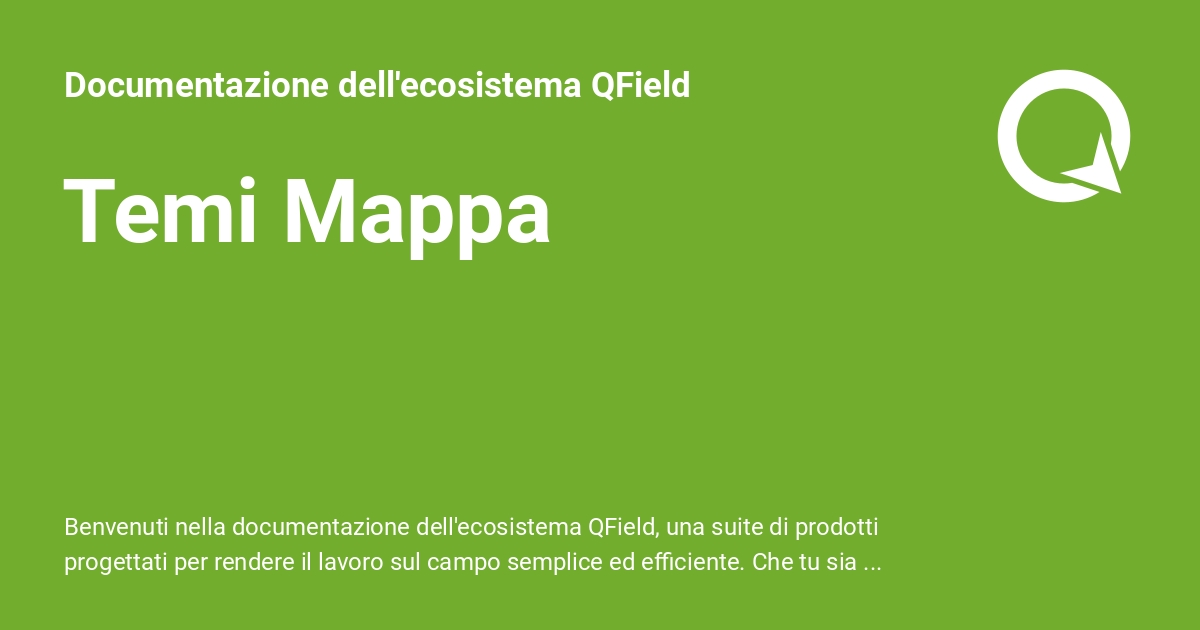 Documentazione dell'ecosistema QField
Temi Mappa
Benvenuti nella documentazione dell'ecosistema QField, una suite di prodotti
progettati per rendere il lavoro sul campo semplice ed efficiente. Che tu sia ...